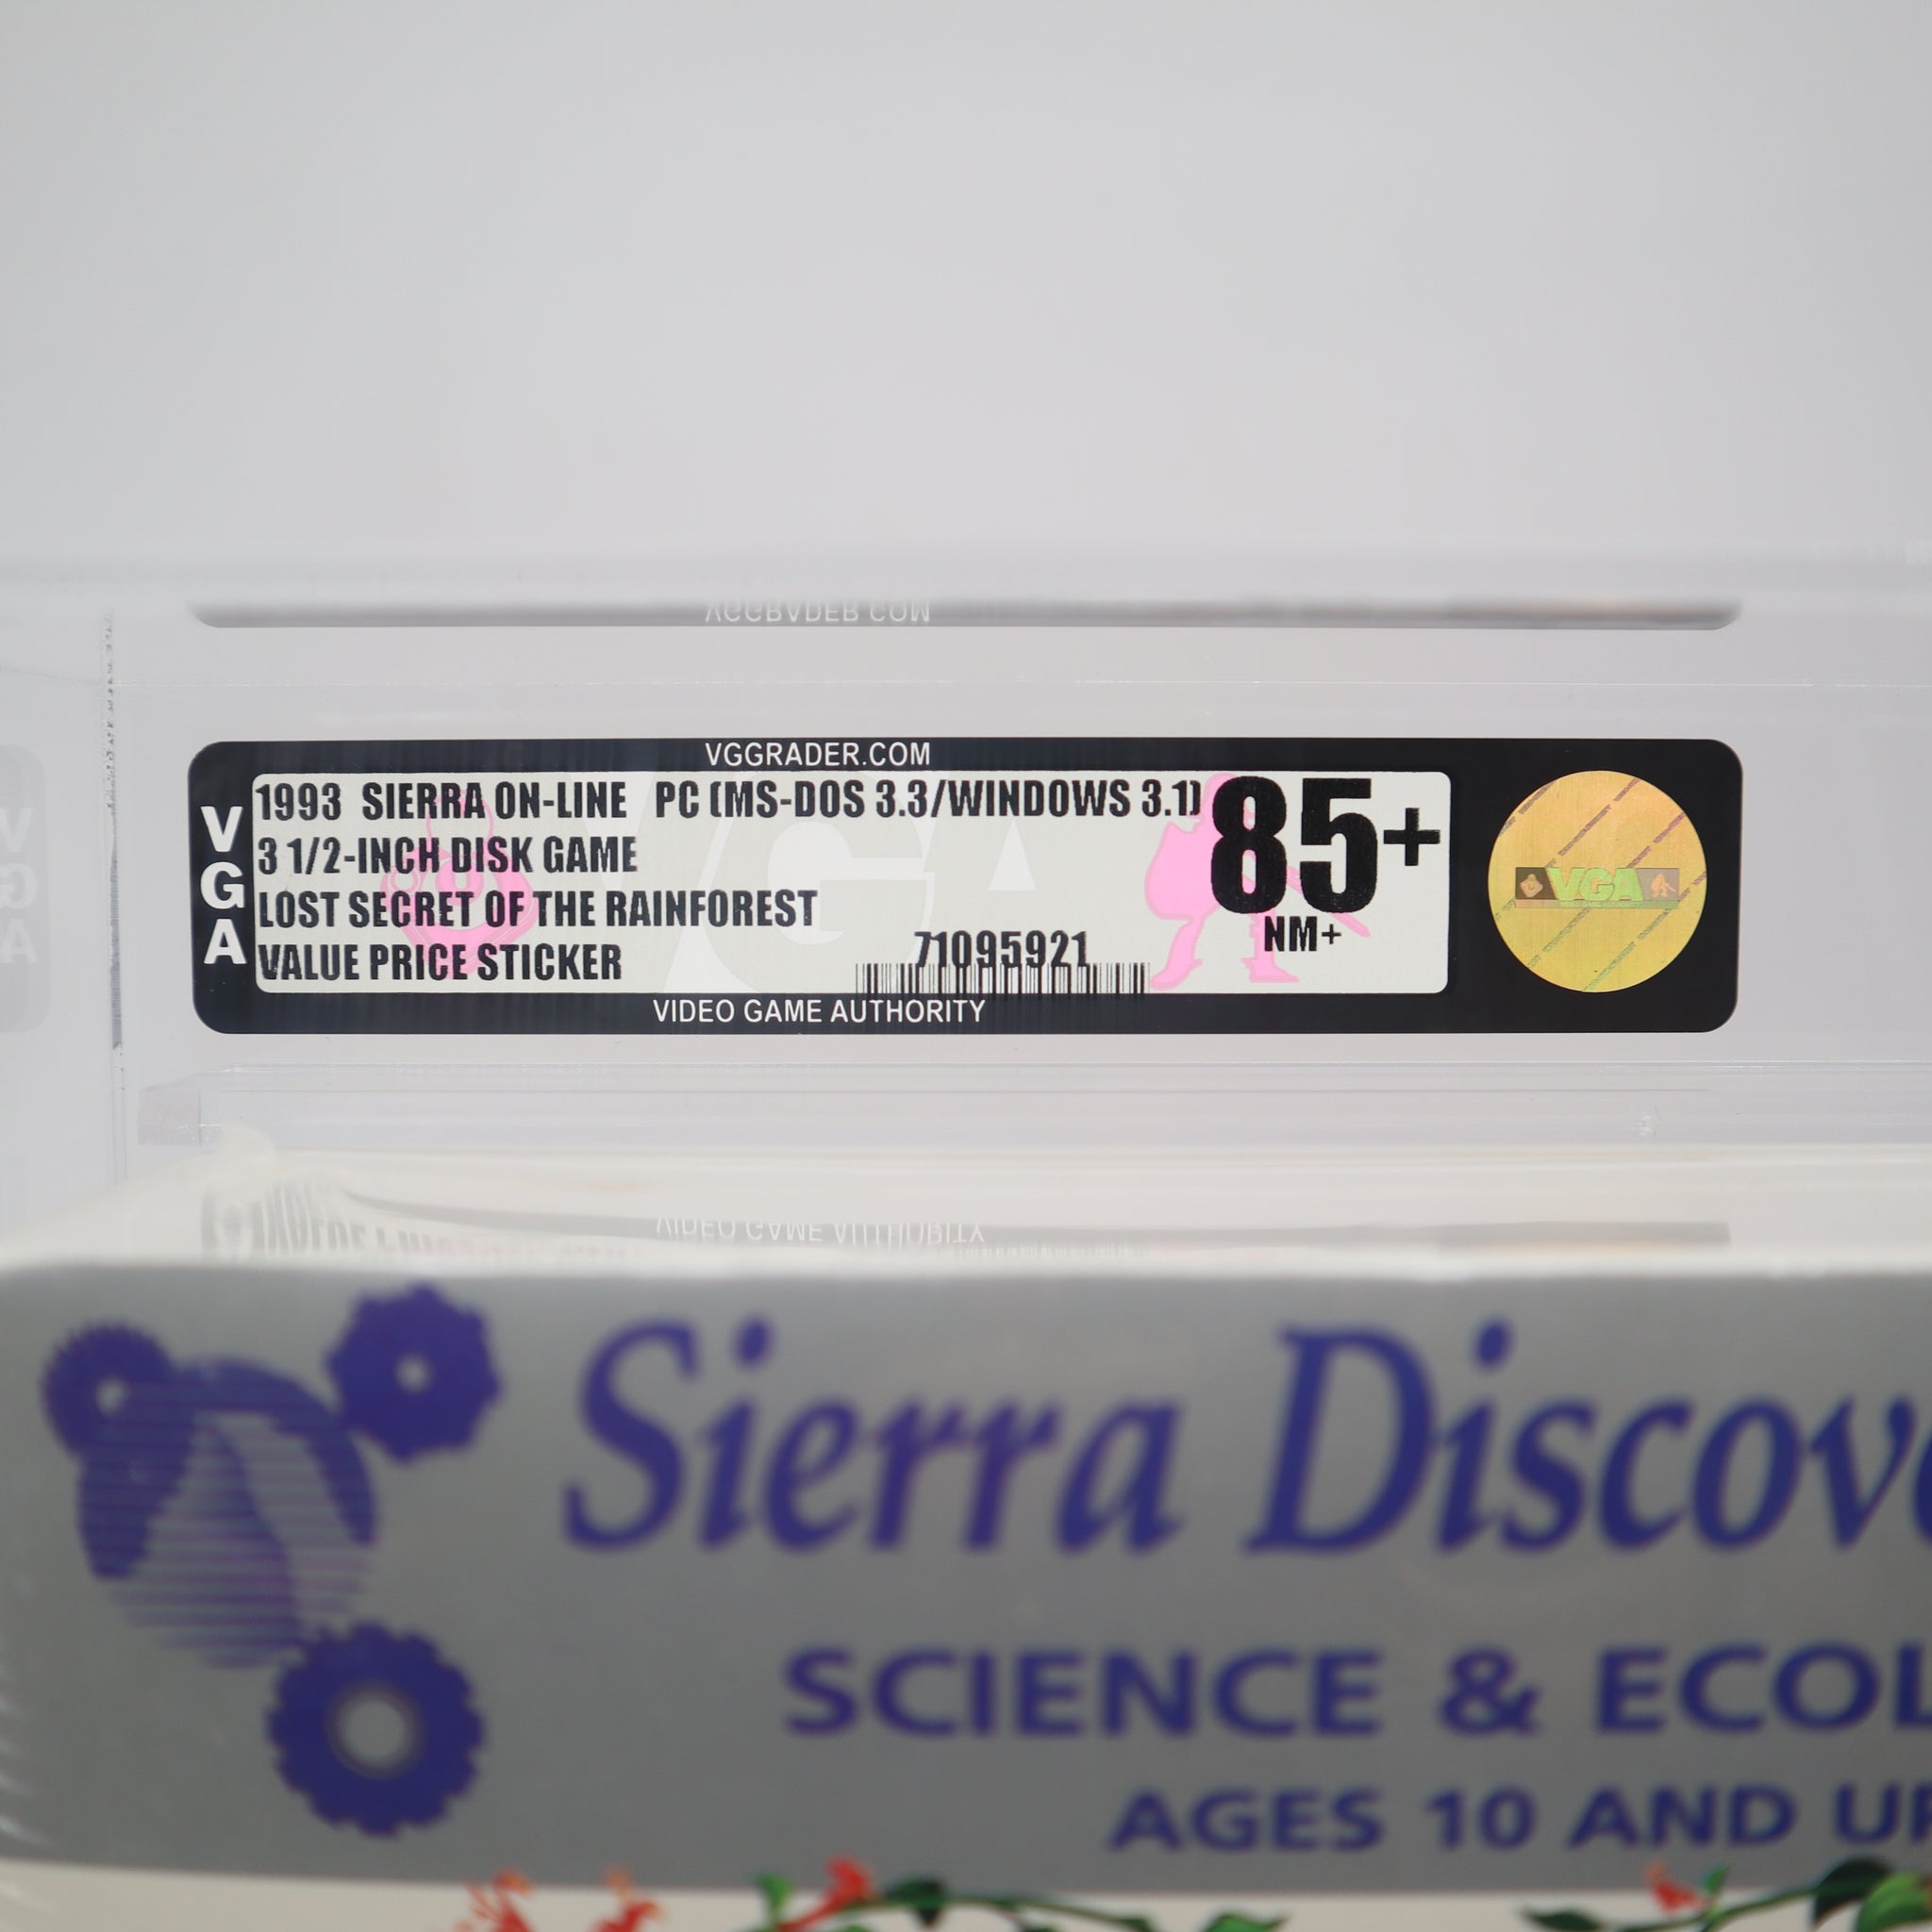 VGGRADER.COM
VGA
1993 SIERRA ON-LINE PC (MS-DOS 3.3/WINDOWS 3.1)
3 1/2-INCH DISK GAME
LOST SECRET OF THE RAINFOREST
VALUE PRICE STICKER
71095921
85+
NM+
VGA
VIDEO GAME AUTHORITY
Sierra Discov
SCIENCE & ECOL
AGES 10 AND UP